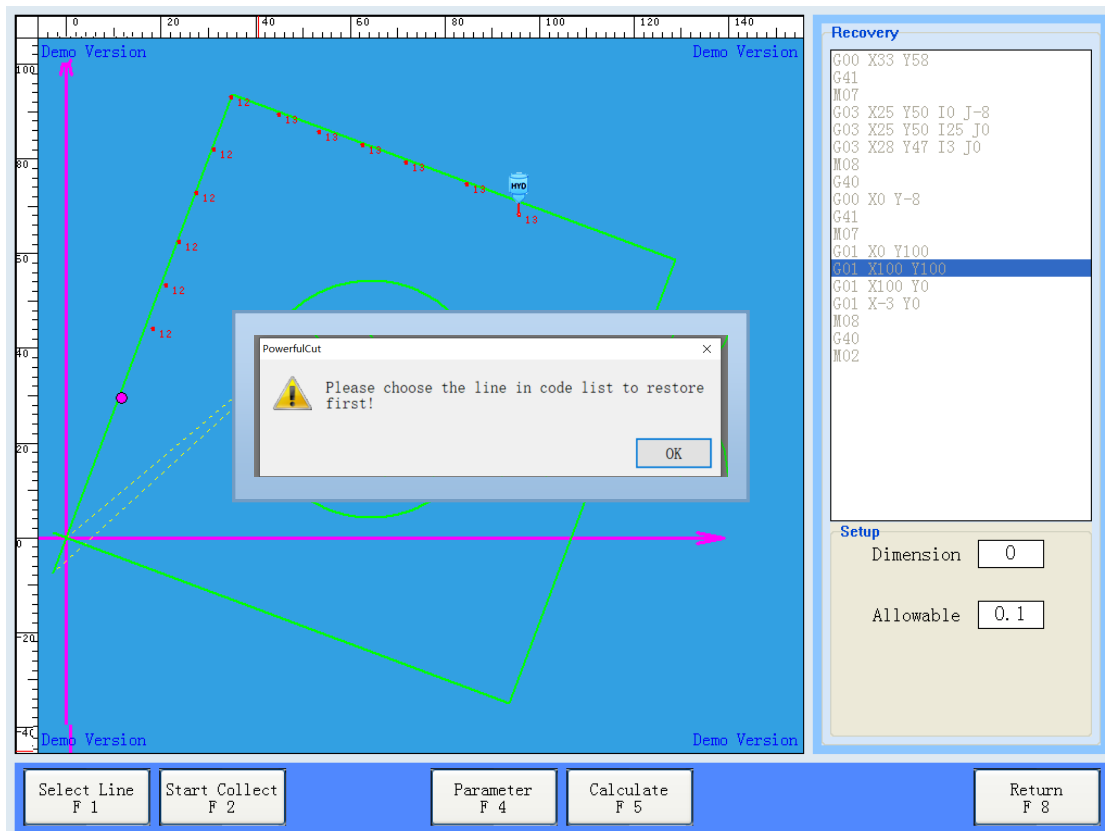 0 20 40 60 80 100 120 140
Recovery
Demo Version Demo Version
100
80
60
40
20
0
-20
-40
12
13
13
13
13
13
13
12
12
12
12
12
HYD
G00 X33 Y58
G41
M07
G03 X25 Y50 I0 J-8
G03 X25 Y50 I25 J0
G03 X28 Y47 I3 J0
M08
G40
G00 X0 Y-8
G41
M07
G01 X0 Y100
G01 X100 Y100
G01 X100 Y0
G01 X-3 Y0
M08
G40
M02
PowerfulCut
Please choose the line in code list to restore
first!
OK
Setup
Dimension 0
Allowable 0.1
Demo Version Demo Version
Select Line
F 1
Start Collect
F 2
Parameter
F 4
Calculate
F 5
Return
F 8